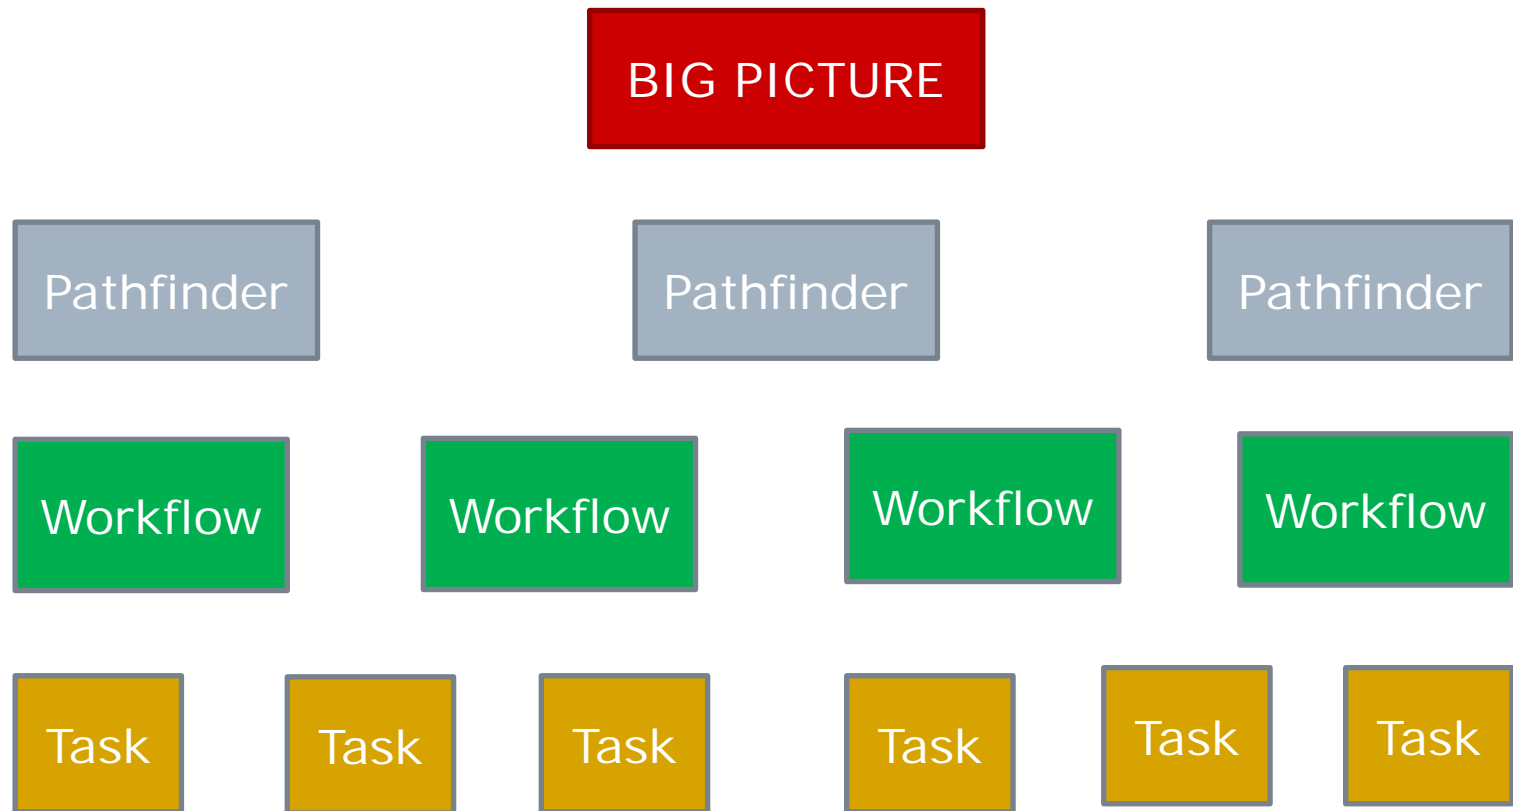 BIG PICTURE
Pathfinder Pathfinder Pathfinder
Workflow Workflow Workflow Workflow
Task Task Task Task Task Task